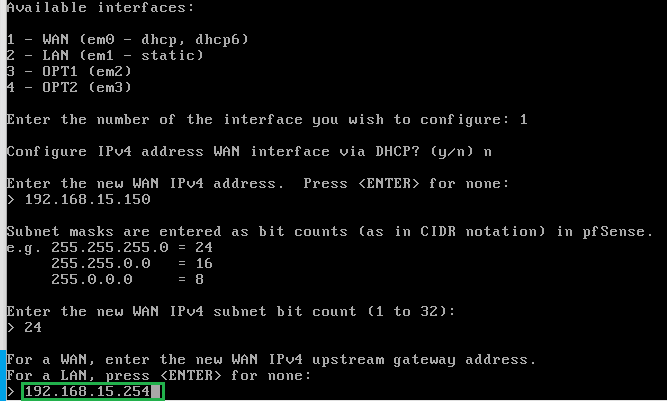 Available interfaces:
1 - WAN (em0 - dhcp, dhcp6)
2 - LAN (em1 - static)
3 - OPT1 (em2)
4 - OPT2 (em3)
Enter the number of the interface you wish to configure: 1
Configure IPv4 address WAN interface via DHCP? (y/n) n
Enter the new WAN IPv4 address.  Press <ENTER> for none:
> 192.168.15.150
Subnet masks are entered as bit counts (as in CIDR notation) in pfSense.
e.g. 255.255.255.0 = 24
     255.255.0.0   = 16
     255.0.0.0     = 8
Enter the new WAN IPv4 subnet bit count (1 to 32):
> 24
For a WAN, enter the new WAN IPv4 upstream gateway address.
For a LAN, press <ENTER> for none:
> 192.168.15.254